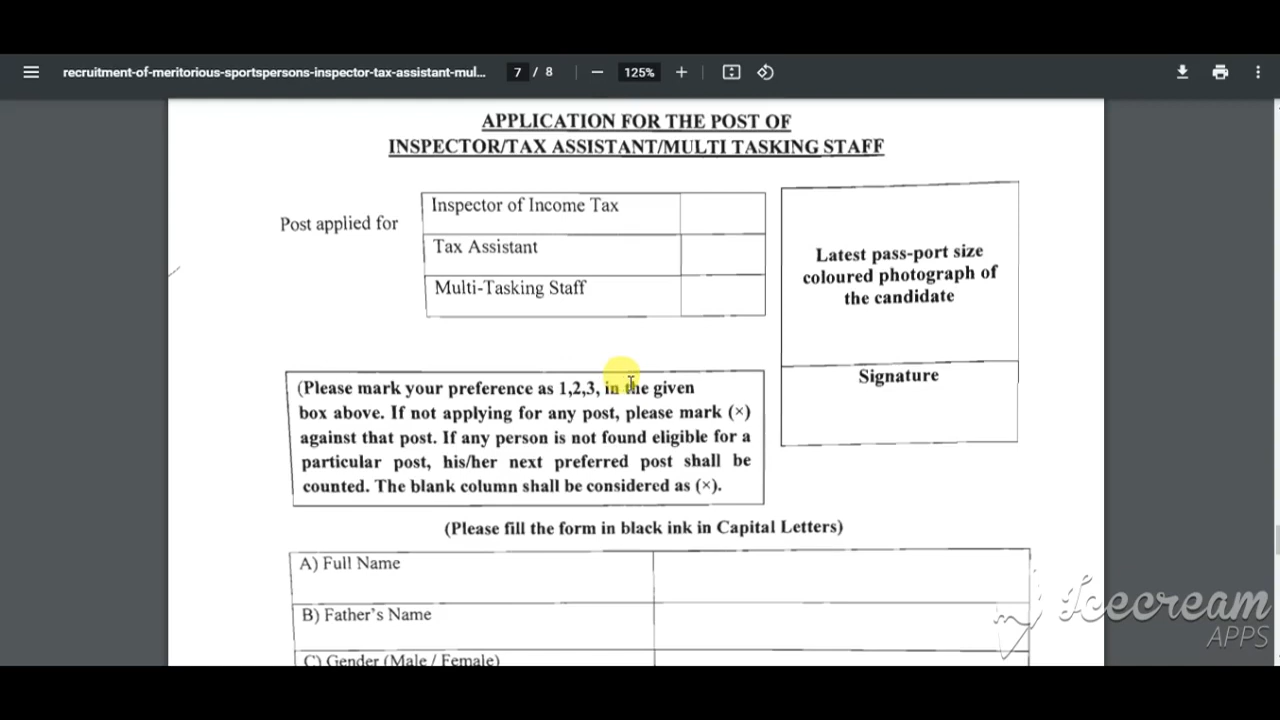 recruitment-of-meritorious-sportspersons-inspector-tax-assistant-mul...
7 / 8
125%
APPLICATION FOR THE POST OF
INSPECTOR/TAX ASSISTANT/MULTI TASKING STAFF
Post applied for
Inspector of Income Tax
Tax Assistant
Multi-Tasking Staff
Latest pass-port size
coloured photograph of
the candidate
Signature
(Please mark your preference as 1,2,3, in the given
box above. If not applying for any post, please mark (×)
against that post. If any person is not found eligible for a
particular post, his/her next preferred post shall be
counted. The blank column shall be considered as (×).
(Please fill the form in black ink in Capital Letters)
A) Full Name
B) Father's Name
C) Gender (Male / Female)
Icecream
APPS